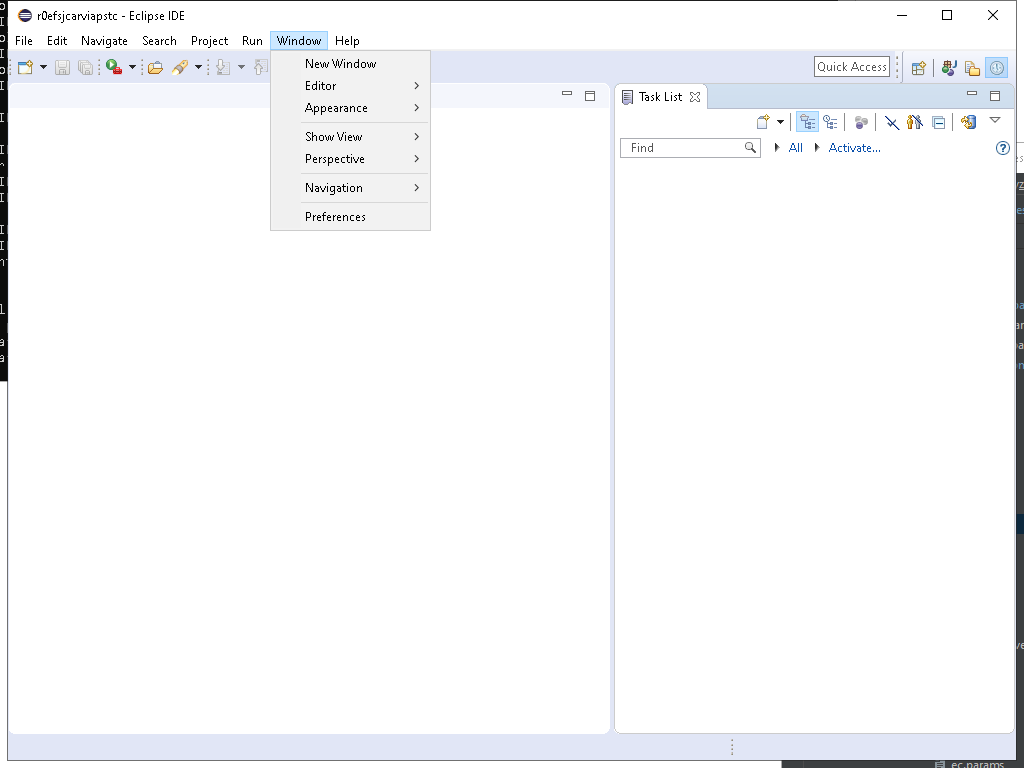 r0efsjcarviapstc - Eclipse IDE
File Edit Navigate Search Project Run Window Help
New Window
Editor
Appearance
Show View
Perspective
Navigation
Preferences
Quick Access
Task List
Find All Activate...
ec.params